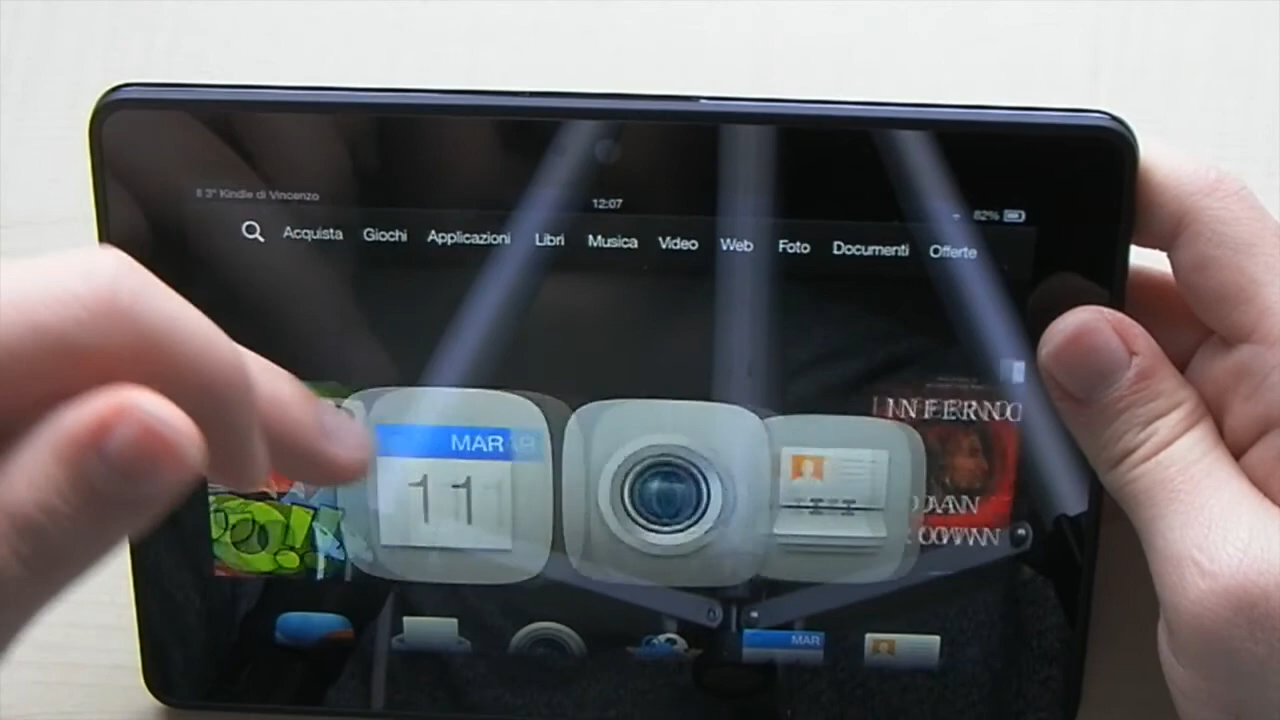 Il 3° Kindle di Vincenzo
12:07
82%
Acquista Giochi Applicazioni Libri Musica Video Web Foto Documenti Offerte
MAR
11
INFERNO
MAR